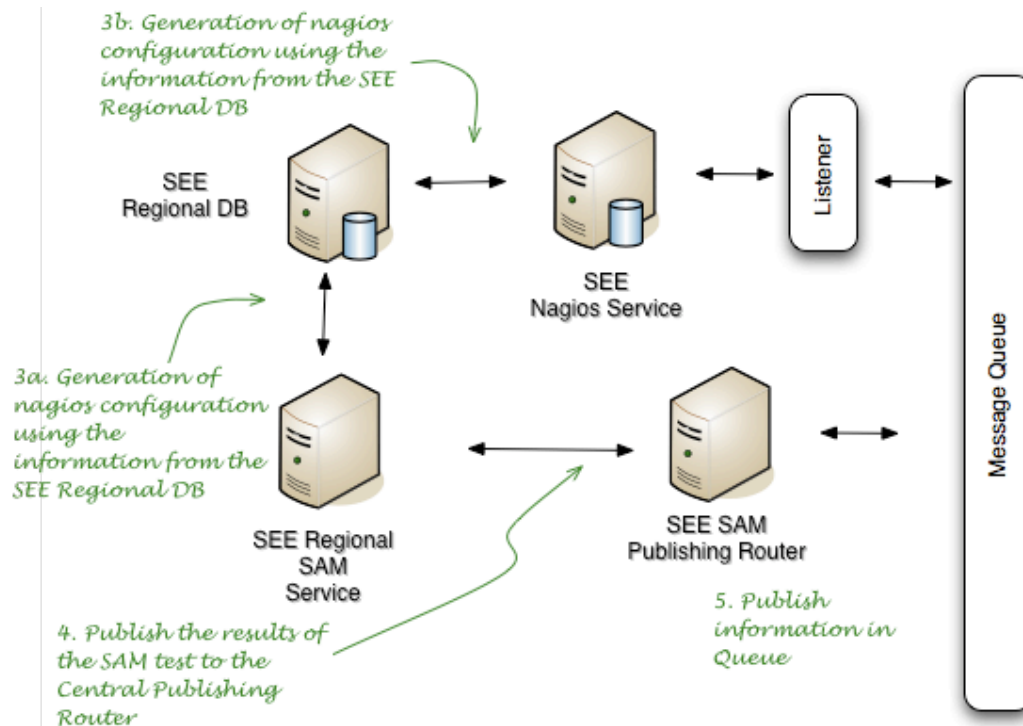 3b. Generation of nagios
configuration using the
information from the SEE
Regional DB
SEE
Regional DB
SEE
Nagios Service
Listener
Message Queue
3a. Generation of
nagios configuration
using the
information from the
SEE Regional DB
SEE Regional
SAM
Service
SEE SAM
Publishing Router
4. Publish the results of
the SAM test to the
Central Publishing
Router
5. Publish
information in
Queue